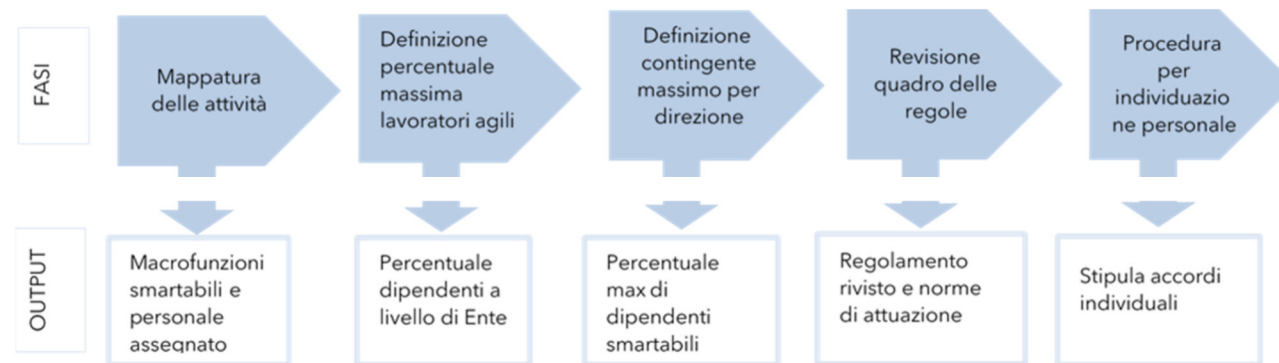 FASI
Mappatura
delle attività
Definizione
percentuale
massima
lavoratori agili
Definizione
contingente
massimo per
direzione
Revisione
quadro delle
regole
Procedura
per
individuazio
ne personale
OUTPUT
Macrofunzioni
smartabili e
personale
assegnato
Percentuale
dipendenti a
livello di Ente
Percentuale
max di
dipendenti
smartabili
Regolamento
rivisto e norme
di attuazione
Stipula accordi
individuali